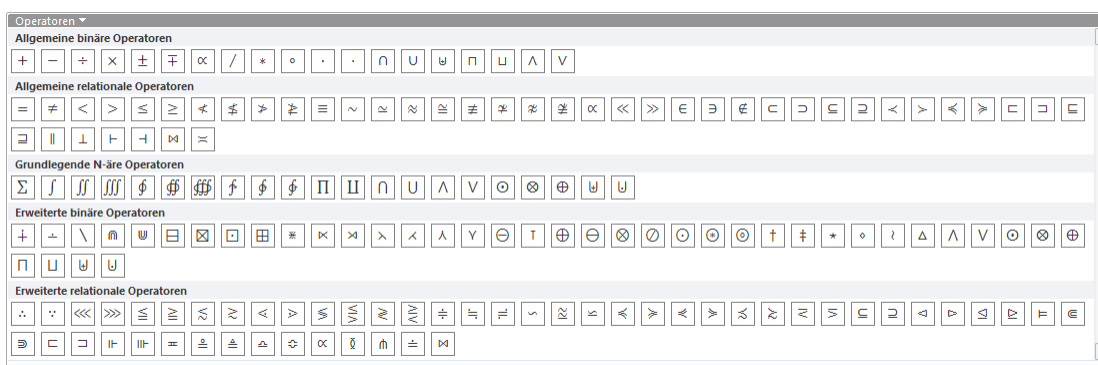 Operatoren
Allgemeine binäre Operatoren
+ − ÷ × ± ∓ ∝ / ∗ ∘ · · ∩ ∪ ⊎ ⊓ ⊔ ∧ ∨
Allgemeine relationale Operatoren
= ≠ < > ≤ ≥ ≮ ≰ ≯ ≱ ≡ ∼ ≃ ≈ ≅ ≢ ≄ ≉ ≇ ∝ ≪ ≫ ∈ ∋ ∉ ⊂ ⊃ ⊆ ⊇ ≺ ≻ ≼ ≽ ⊏ ⊐ ⊑
⊒ ∥ ⊥ ⊢ ⊣ ⋈ ≍
Grundlegende N-äre Operatoren
∑ ∫ ∬ ∭ ∮ ∯ ∰ ∱ ∲ ∳ ∏ ∐ ∩ ∪ ∧ ∨ ⊙ ⊗ ⊕ ⊎ ⊍
Erweiterte binäre Operatoren
∔ ∸ ∖ ⋒ ⋓ ⊟ ⊠ ⊡ ⊞ ⋇ ⋉ ⋊ ⋋ ⋌ ⋏ ⋎ ⊝ ⊺ ⊕ ⊖ ⊗ ⊘ ⊙ ⊛ ⊚ † ‡ ⋆ ⋄ ≀ △ ⋀ ⋁ ⨀ ⨂ ⨁
⨅ ⨆ ⨄ ⨃
Erweiterte relationale Operatoren
∴ ∵ ⋘ ⋙ ≦ ≧ ≲ ≳ ⋖ ⋗ ≶ ⋚ ≷ ⋛ ≑ ≒ ≓ ∽ ≊ ⋍ ≼ ≽ ⋞ ⋟ ≾ ≿ ⋜ ⋝ ⊆ ⊇ ⊲ ⊳ ⊴ ⊵ ⊨ ⋐
⋑ ⊏ ⊐ ⊩ ⊪ ≖ ≗ ≜ ≏ ≎ ∝ ≬ ⋔ ≐ ⋈